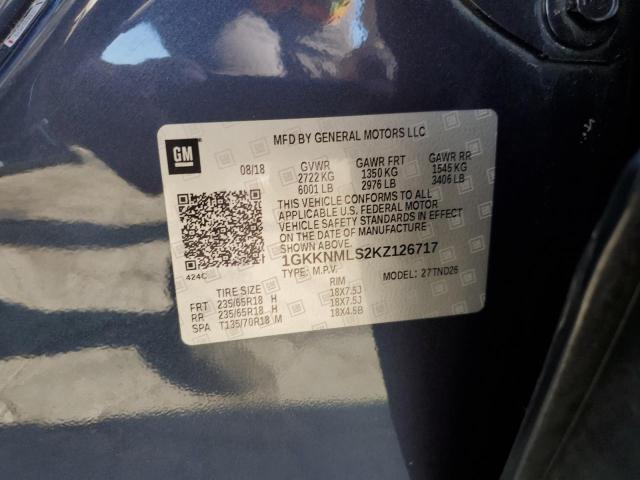 MFD BY GENERAL MOTORS LLC
GM
08/18 GVWR GAWR FRT GAWR RR
2722 KG 1350 KG 1545 KG
6001 LB 2976 LB 3406 LB
THIS VEHICLE CONFORMS TO ALL
APPLICABLE U.S. FEDERAL MOTOR
VEHICLE SAFETY STANDARDS IN EFFECT
ON THE DATE OF MANUFACTURE
SHOWN ABOVE.
1GKKNMLS2KZ126717
424C
TYPE: M.P.V. MODEL: 27TND26
TIRE SIZE RIM
FRT 235/65R18 H 18X7.5J
RR 235/65R18 H 18X7.5J
SPA T135/70R18 M 18X4.5B